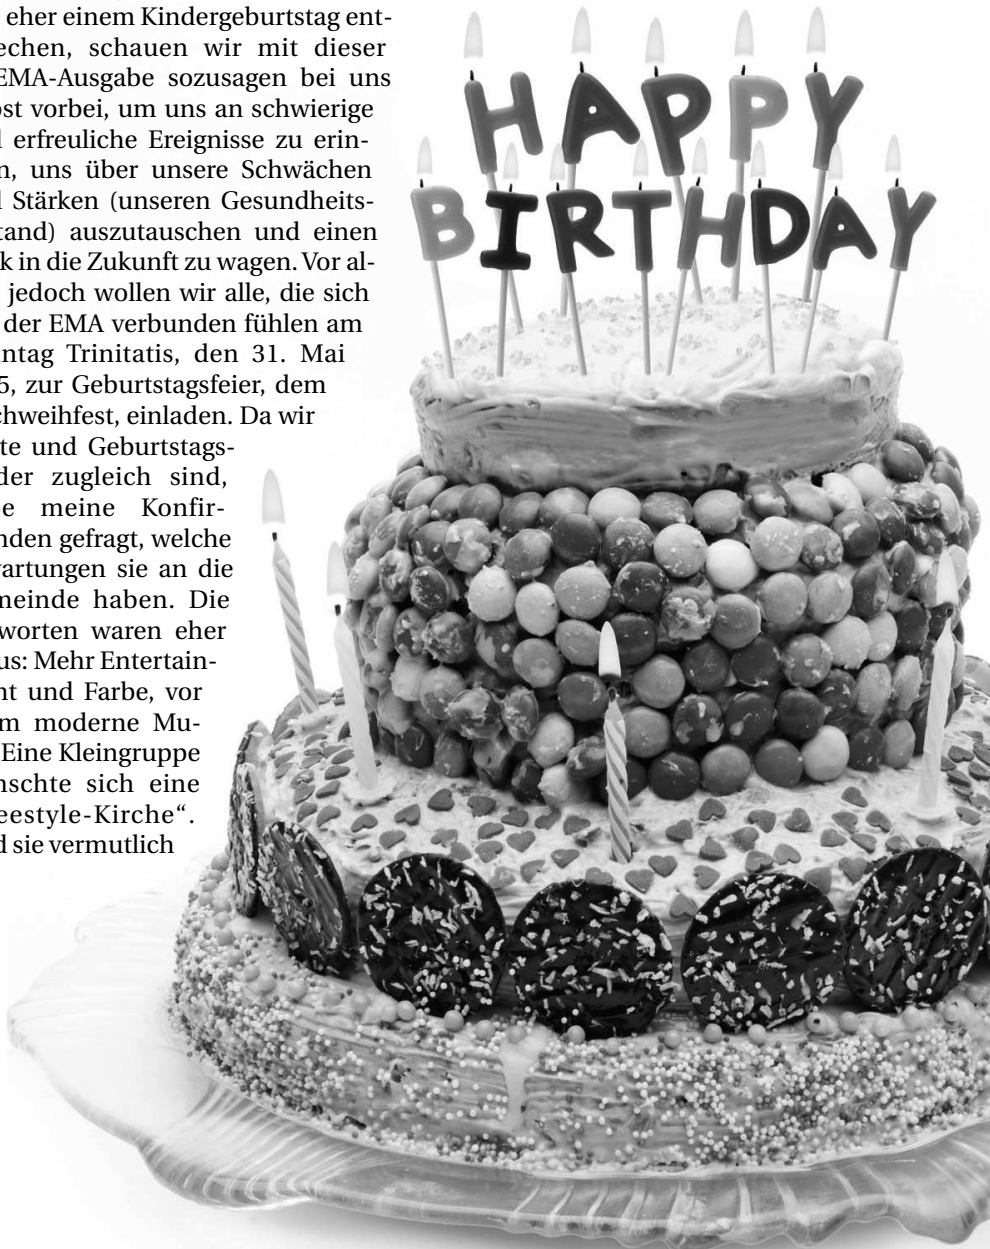 eher einem Kindergeburtstag ent-
echen, schauen wir mit dieser
EMA-Ausgabe sozusagen bei uns
st vorbei, um uns an schwierige
erfreuliche Ereignisse zu erin-
n, uns über unsere Schwächen
Stärken (unseren Gesundheits-
tand) auszutauschen und einen
k in die Zukunft zu wagen. Vor al-
jedoch wollen wir alle, die sich
der EMA verbunden fühlen am
ntag Trinitatis, den 31. Mai
5, zur Geburtstagsfeier, dem
chweihfest, einladen. Da wir
te und Geburtstags-
der zugleich sind,
e meine Konfir-
nden gefragt, welche
wartungen sie an die
meinde haben. Die
worten waren eher
us: Mehr Entertain-
nt und Farbe, vor
m moderne Mu-
Eine Kleingruppe
nschte sich eine
eestyle-Kirche“.
d sie vermutlich
HAPPY
BIRTHDAY